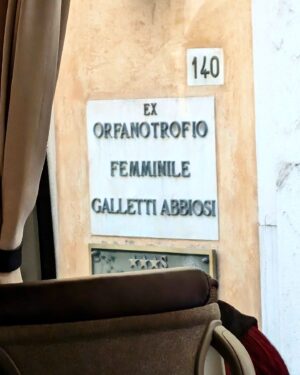 140
EX
ORFANOTROFIO
FEMMINILE
GALLETTI ABBIOSI